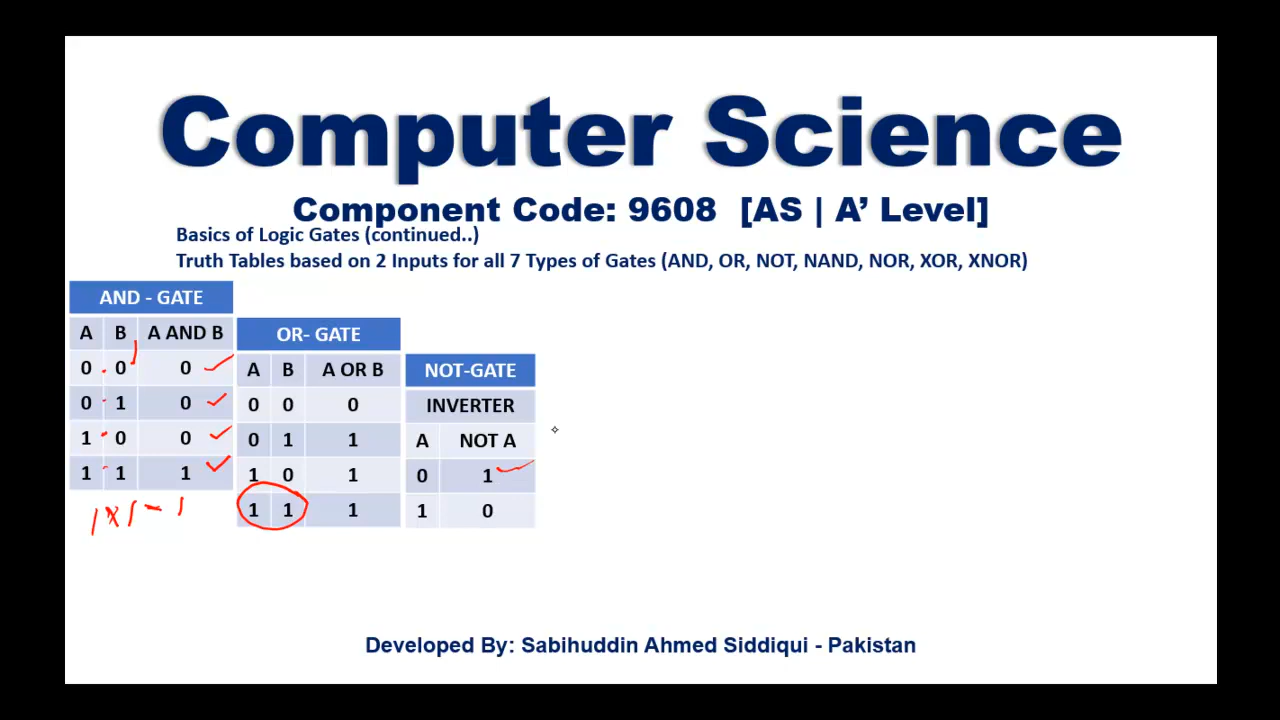 Computer Science
Component Code: 9608 [AS | A’ Level]
Basics of Logic Gates (continued..)
Truth Tables based on 2 Inputs for all 7 Types of Gates (AND, OR, NOT, NAND, NOR, XOR, XNOR)
AND - GATE
A B A AND B
0 0 0
0 1 0
1 0 0
1 1 1
1 x 1 - 1
OR- GATE
A B A OR B
0 0 0
0 1 1
1 0 1
1 1 1
NOT-GATE
INVERTER
A NOT A
0 1
1 0
Developed By: Sabihuddin Ahmed Siddiqui - Pakistan